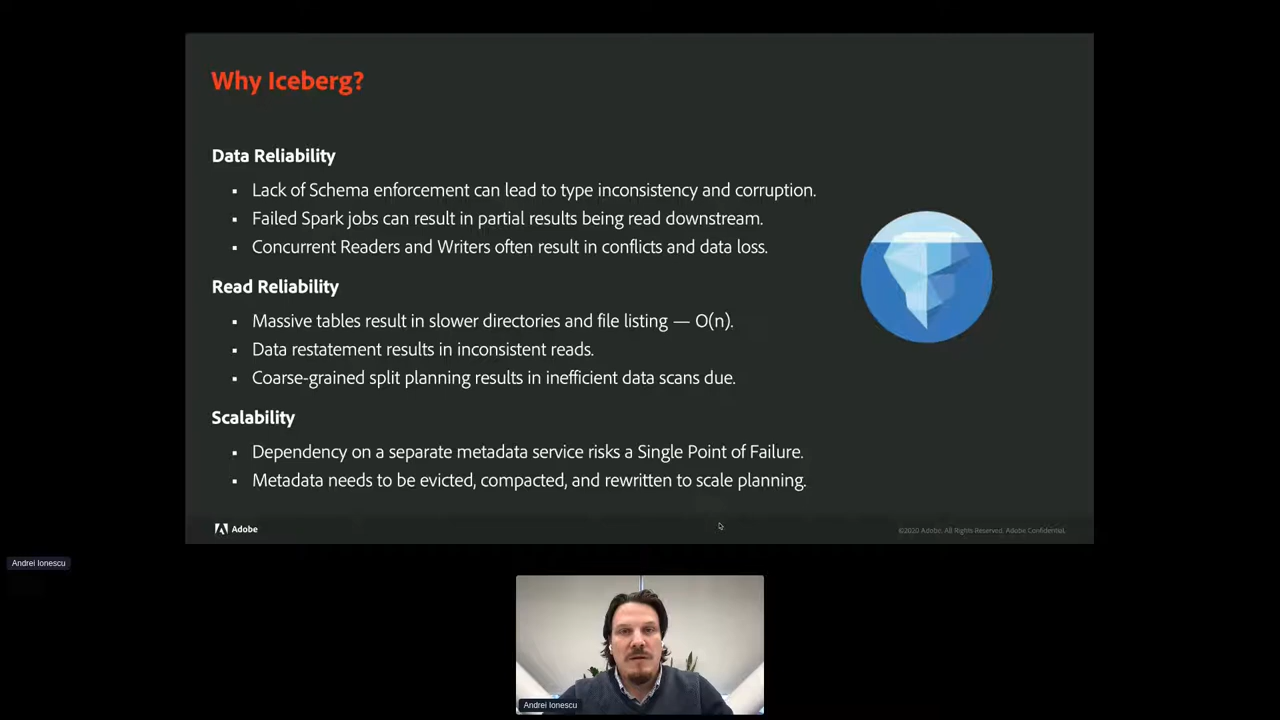 Why Iceberg?
Data Reliability
▪ Lack of Schema enforcement can lead to type inconsistency and corruption.
▪ Failed Spark jobs can result in partial results being read downstream.
▪ Concurrent Readers and Writers often result in conflicts and data loss.
Read Reliability
▪ Massive tables result in slower directories and file listing — O(n).
▪ Data restatement results in inconsistent reads.
▪ Coarse-grained split planning results in inefficient data scans due.
Scalability
▪ Dependency on a separate metadata service risks a Single Point of Failure.
▪ Metadata needs to be evicted, compacted, and rewritten to scale planning.
Adobe
©2020 Adobe. All Rights Reserved. Adobe Confidential.
Andrei Ionescu
Andrei Ionescu